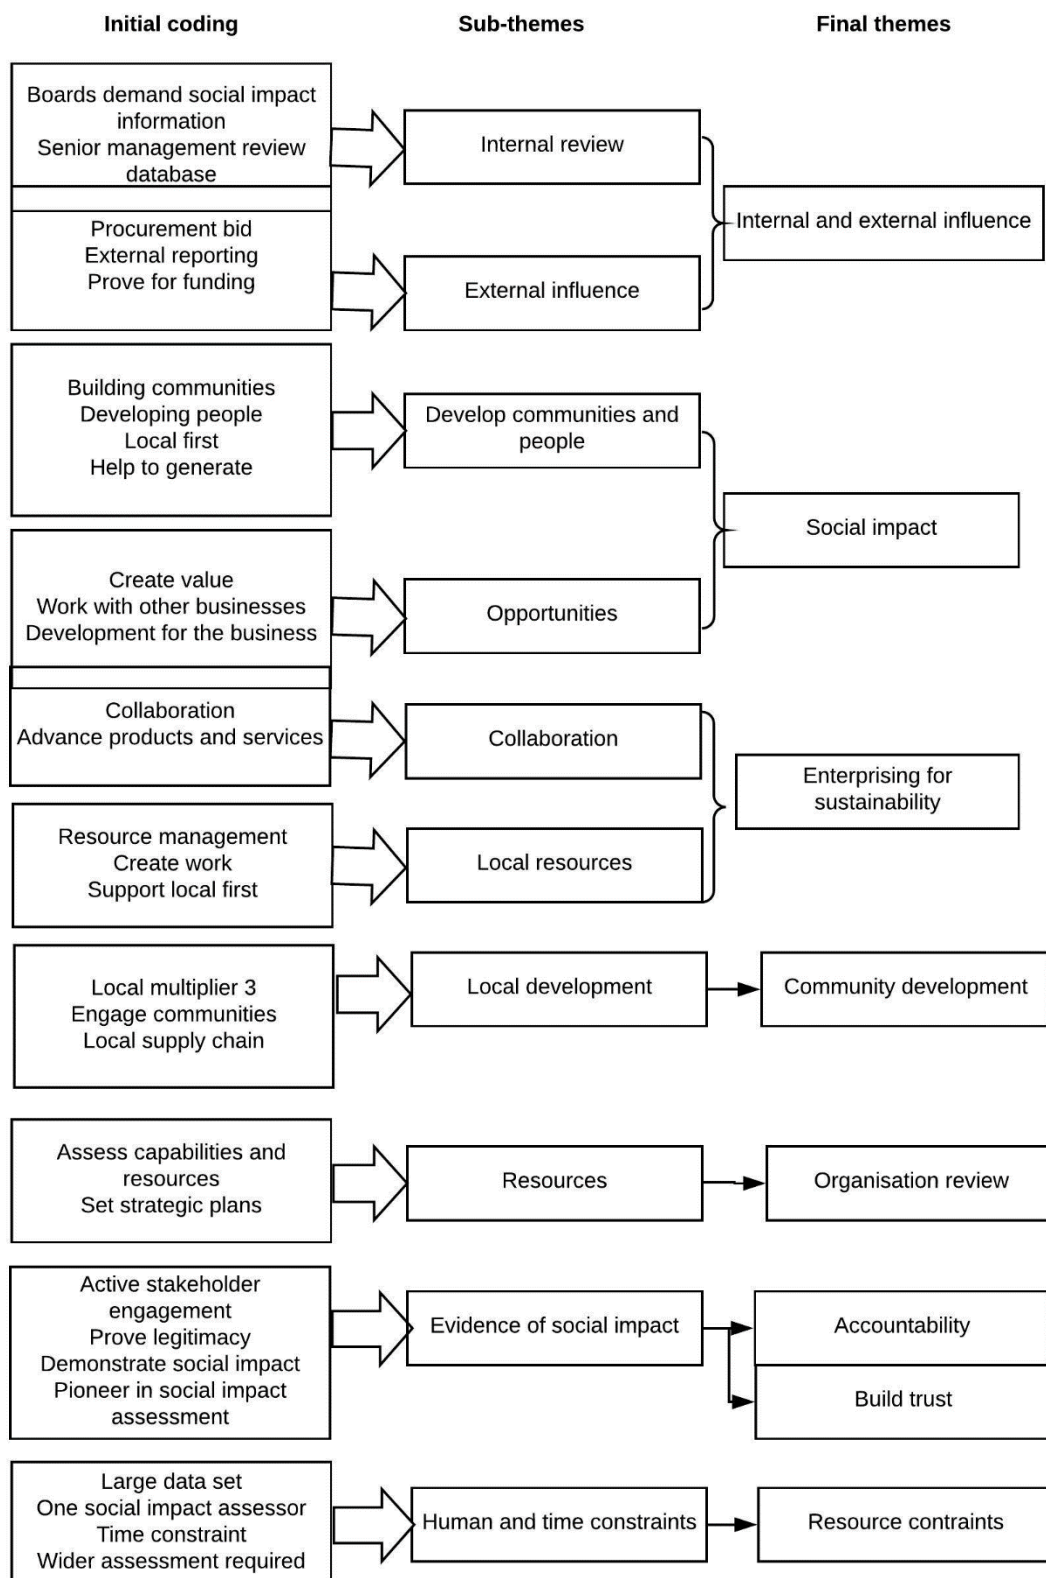 Initial coding
Sub-themes
Final themes
Boards demand social impact
information
Senior management review
database
Internal review
Internal and external influence
Procurement bid
External reporting
Prove for funding
External influence
Building communities
Developing people
Local first
Help to generate
Develop communities and
people
Social impact
Create value
Work with other businesses
Development for the business
Opportunities
Collaboration
Advance products and services
Collaboration
Enterprising for
sustainability
Resource management
Create work
Support local first
Local resources
Local multiplier 3
Engage communities
Local supply chain
Local development
Community development
Assess capabilities and
resources
Set strategic plans
Resources
Organisation review
Active stakeholder
engagement
Prove legitimacy
Demonstrate social impact
Pioneer in social impact
assessment
Evidence of social impact
Accountability
Build trust
Large data set
One social impact assessor
Time constraint
Wider assessment required
Human and time constraints
Resource contraints